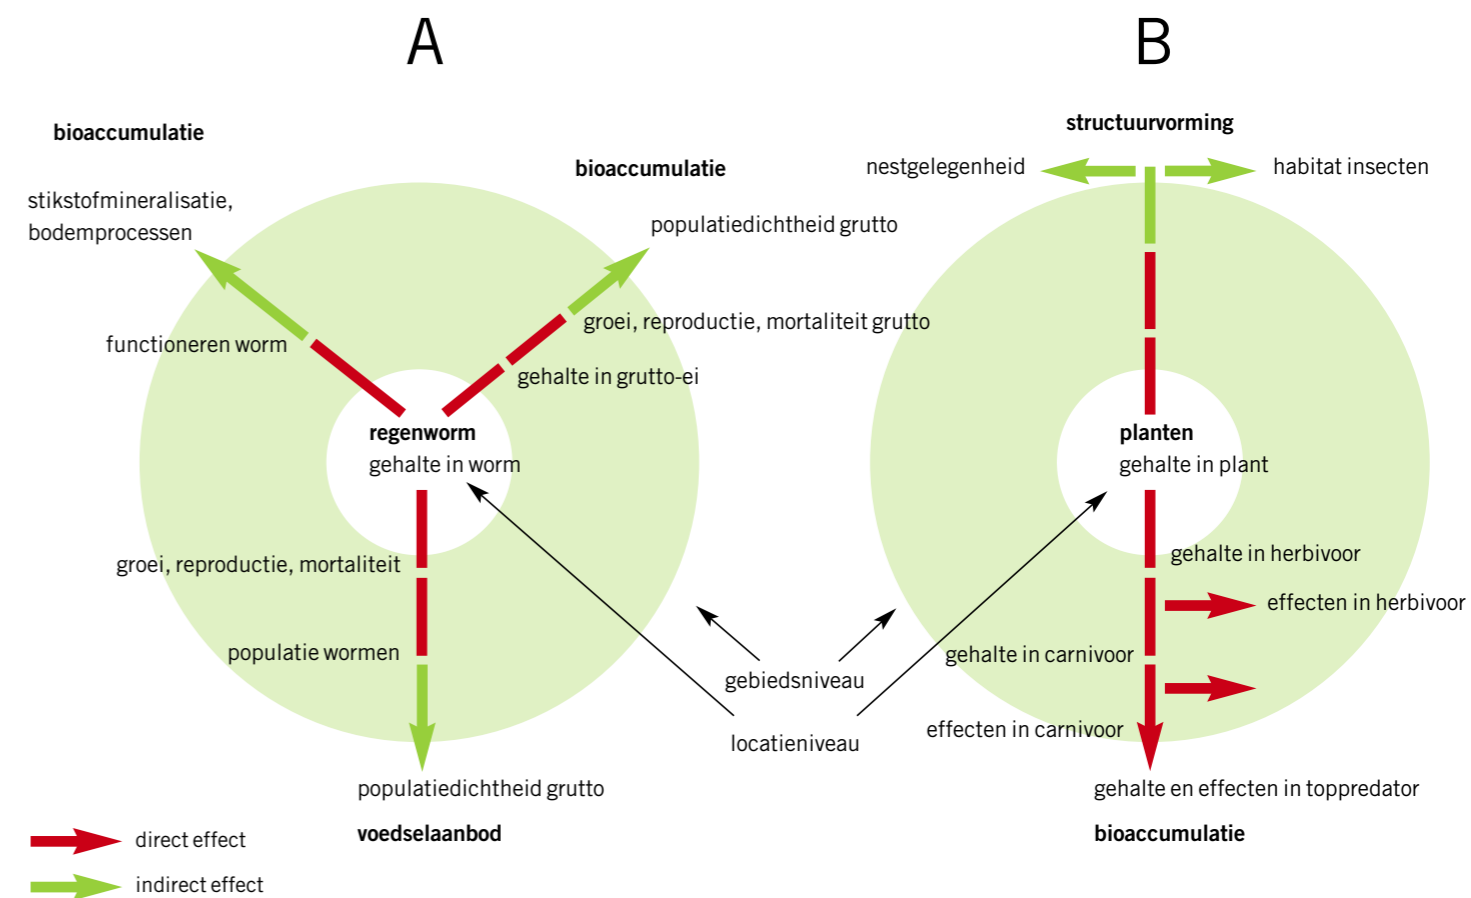 A
bioaccumulatie
stikstofmineralisatie,
bodemprocessen
bioaccumulatie
populatiedichtheid grutto
functioneren worm
groei, reproductie, mortaliteit grutto
gehalte in grutto-ei
regenworm
gehalte in worm
groei, reproductie, mortaliteit
populatie wormen
populatiedichtheid grutto
voedselaanbod
direct effect
indirect effect
gebiedsniveau
locatieniveau
B
structuurvorming
nestgelegenheid
habitat insecten
planten
gehalte in plant
gehalte in herbivoor
effecten in herbivoor
gehalte in carnivoor
effecten in carnivoor
gehalte en effecten in toppredator
bioaccumulatie